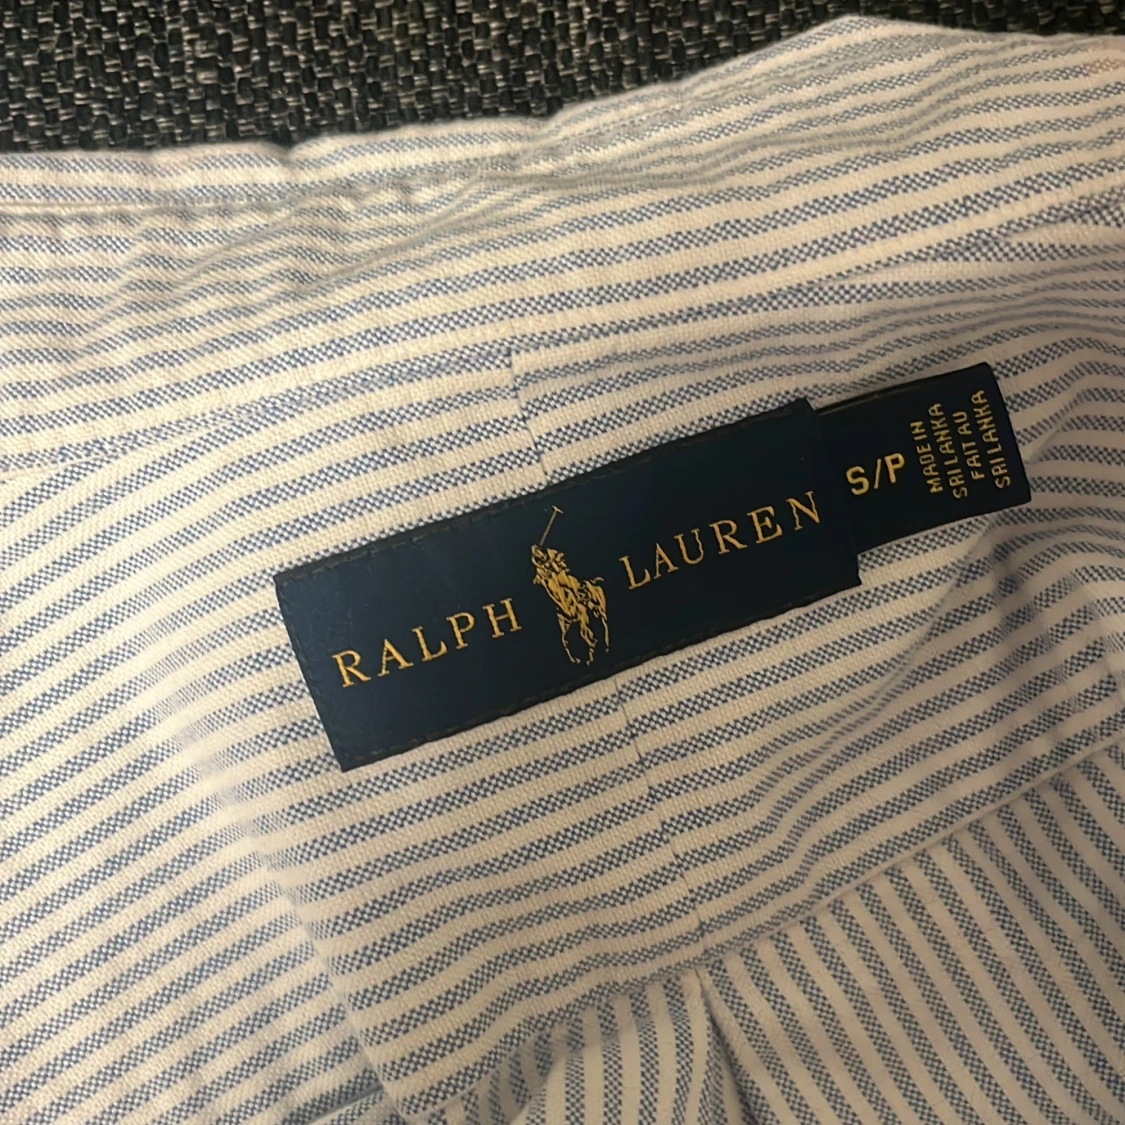 RALPH LAUREN
S/P
MADE IN
SRI LANKA
FAIT AU
SRI LANKA